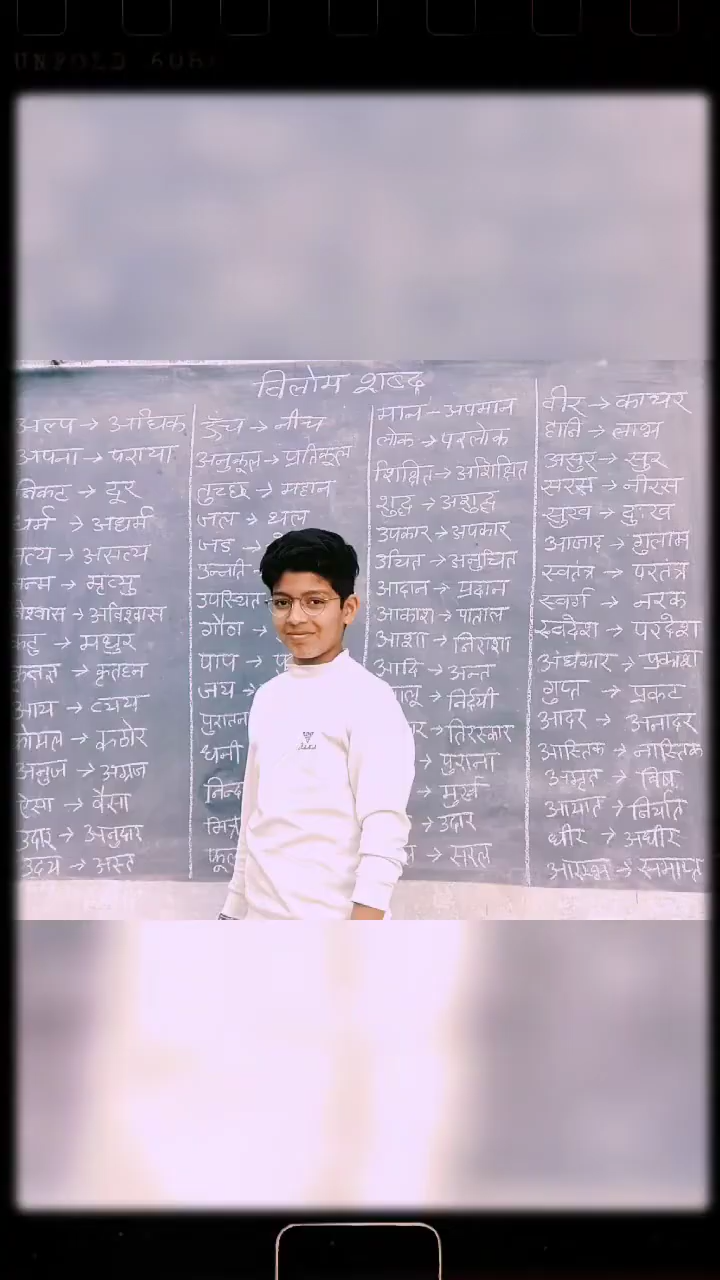 विलोम शब्द
अल्प → अधिक
अपना → पराया
निकट → दूर
धर्म → अधर्म
सत्य → असत्य
जन्म → मृत्यु
विश्वास → अविश्वास
कटु → मधुर
कृतज्ञ → कृतघ्न
आय → व्यय
कोमल → कठोर
अनुज → अग्रज
ऐसा → वैसा
उदार → अनुदार
उदय → अस्त
ऊँच → नीच
अनुकूल → प्रतिकूल
तुच्छ → महान
जल → थल
जड़ →
उन्नति
उपस्थित
गौण →
पाप →
जय →
पुरातन
धनी
निन्द
मित्र
फूल
मान - अपमान
लोक → परलोक
शिक्षित → अशिक्षित
शुद्ध → अशुद्ध
उपकार → अपकार
उचित → अनुचित
आदान → प्रदान
आकाश → पाताल
आशा → निराशा
आदि → अन्त
→ निर्दयी
→ तिरस्कार
→ पुराना
→ मुर्ख
→ उदार
→ सरल
वीर → कायर
हानि → लाभ
असुर → सुर
सरस → नीरस
सुख → दुःख
आजाद → गुलाम
स्वतंत्र → परतंत्र
स्वर्ग → नरक
स्वदेश → परदेश
अंधकार → प्रकाश
गुप्त → प्रकट
आदर → अनादर
आस्तिक → नास्तिक
अमृत → विष
आयात → निर्यात
धीर → अधीर
आरम्भ → समाप्त